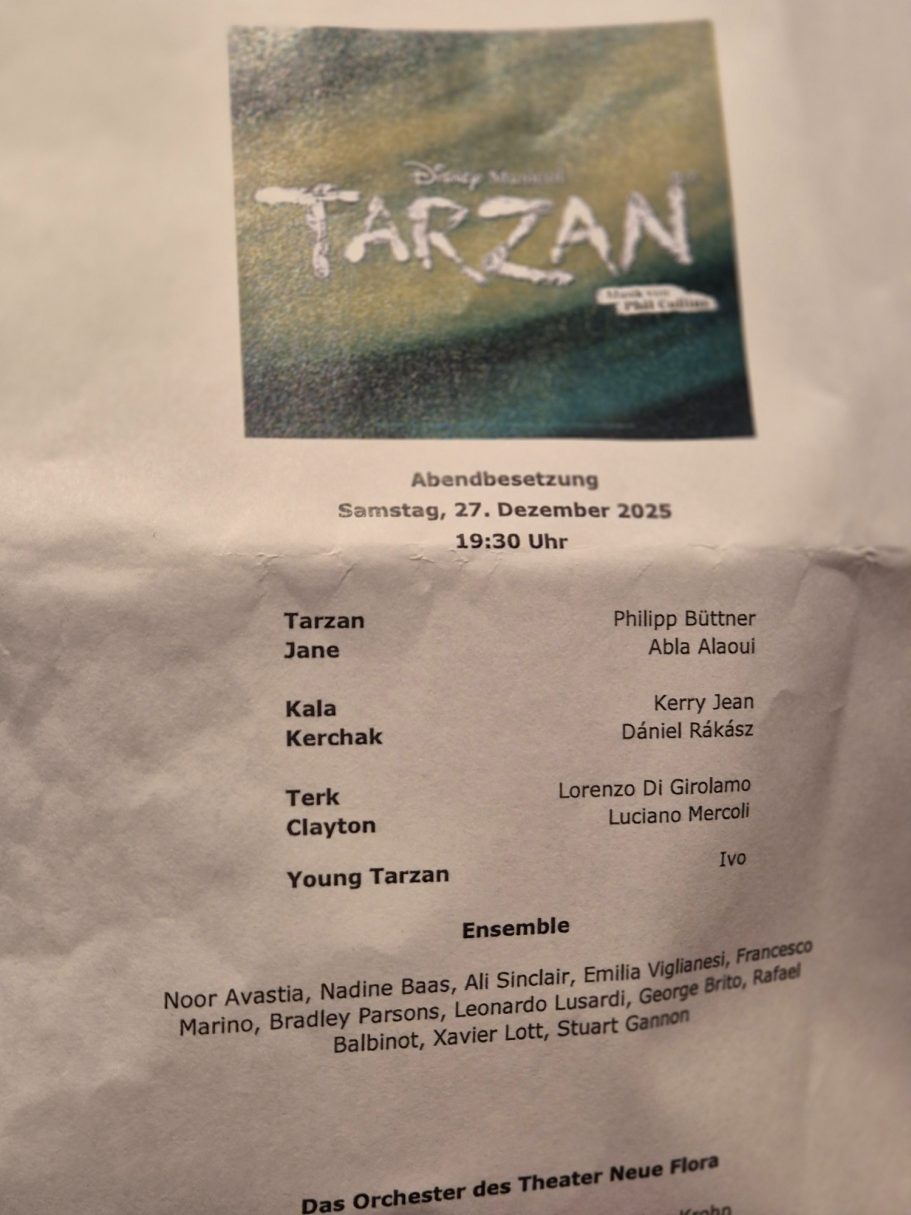 Disney Musical
TARZAN
Musik von
Phil Collins
Abendbesetzung
Samstag, 27. Dezember 2025
19:30 Uhr
Tarzan Philipp Büttner
Jane Abla Alaoui
Kala Kerry Jean
Kerchak Dániel Rákász
Terk Lorenzo Di Girolamo
Clayton Luciano Mercoli
Young Tarzan Ivo
Ensemble
Noor Avastia, Nadine Baas, Ali Sinclair, Emilia Viglianesi, Francesco
Marino, Bradley Parsons, Leonardo Lusardi, George Brito, Rafael
Balbinot, Xavier Lott, Stuart Gannon
Das Orchester des Theater Neue Flora